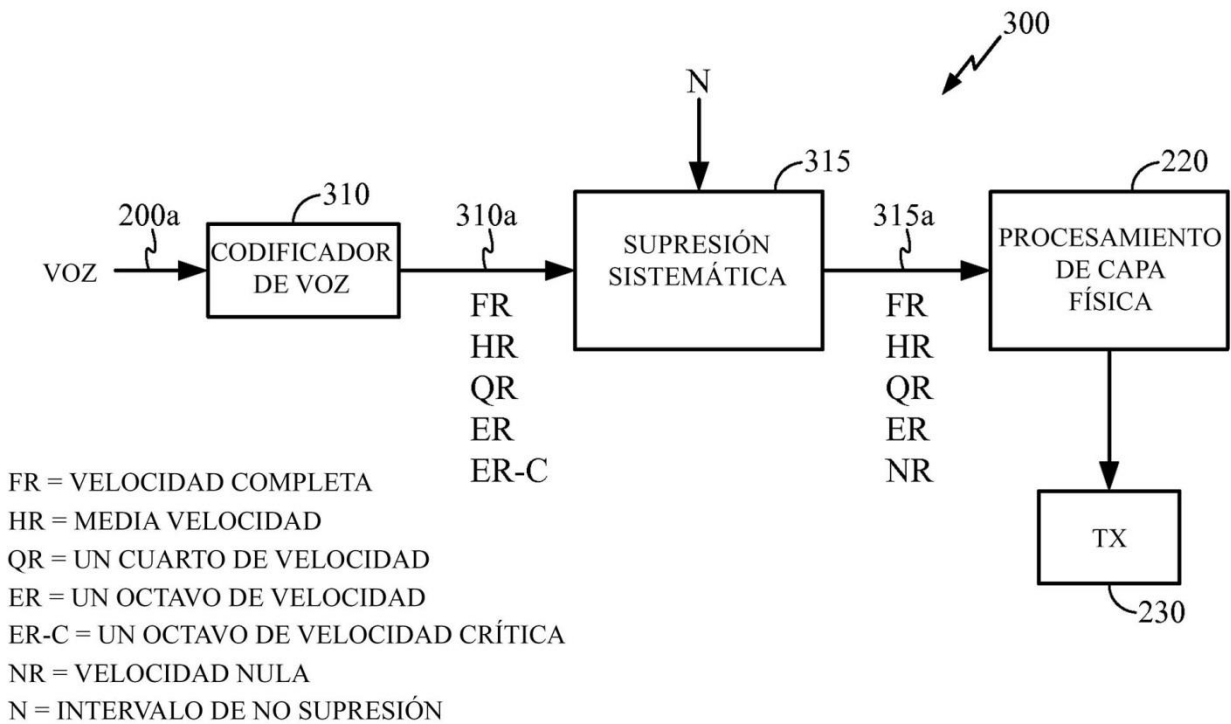 300
N
315
220
310
200a
310a
315a
VOZ
CODIFICADOR
DE VOZ
SUPRESIÓN
SISTEMÁTICA
PROCESAMIENTO
DE CAPA
FÍSICA
FR
HR
QR
ER
ER-C
FR
HR
QR
ER
NR
TX
230
FR = VELOCIDAD COMPLETA
HR = MEDIA VELOCIDAD
QR = UN CUARTO DE VELOCIDAD
ER = UN OCTAVO DE VELOCIDAD
ER-C = UN OCTAVO DE VELOCIDAD CRÍTICA
NR = VELOCIDAD NULA
N = INTERVALO DE NO SUPRESIÓN